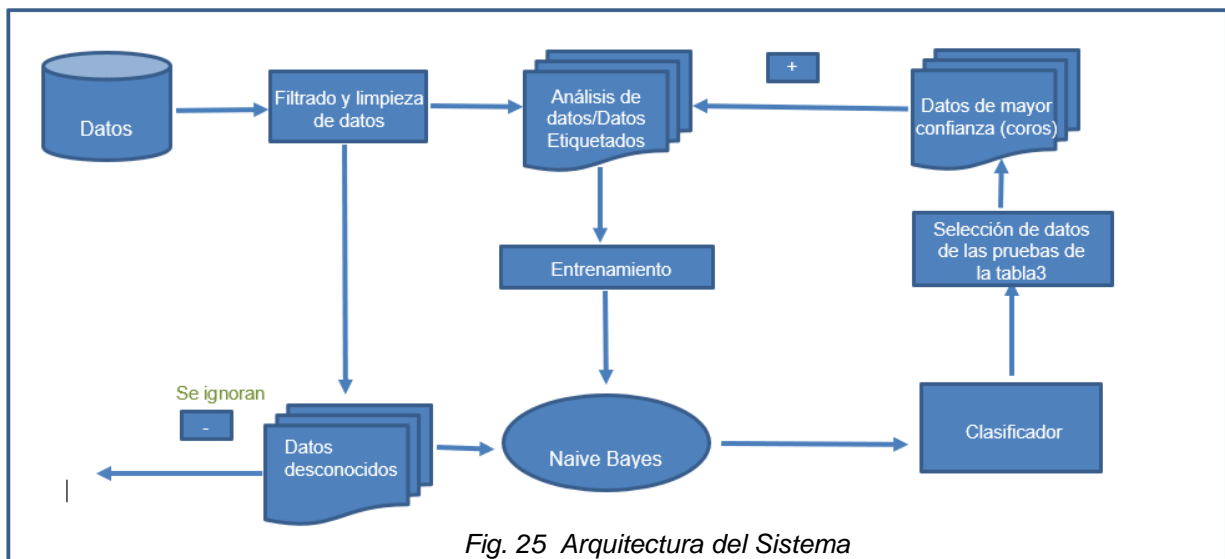 Datos
Filtrado y limpieza
de datos
Análisis de
datos/Datos
Etiquetados
+
Datos de mayor
confianza (coros)
Selección de datos
de las pruebas de
la tabla3
Entrenamiento
Se ignoran
-
Datos
desconocidos
Naive Bayes
Clasificador
Fig. 25 Arquitectura del Sistema